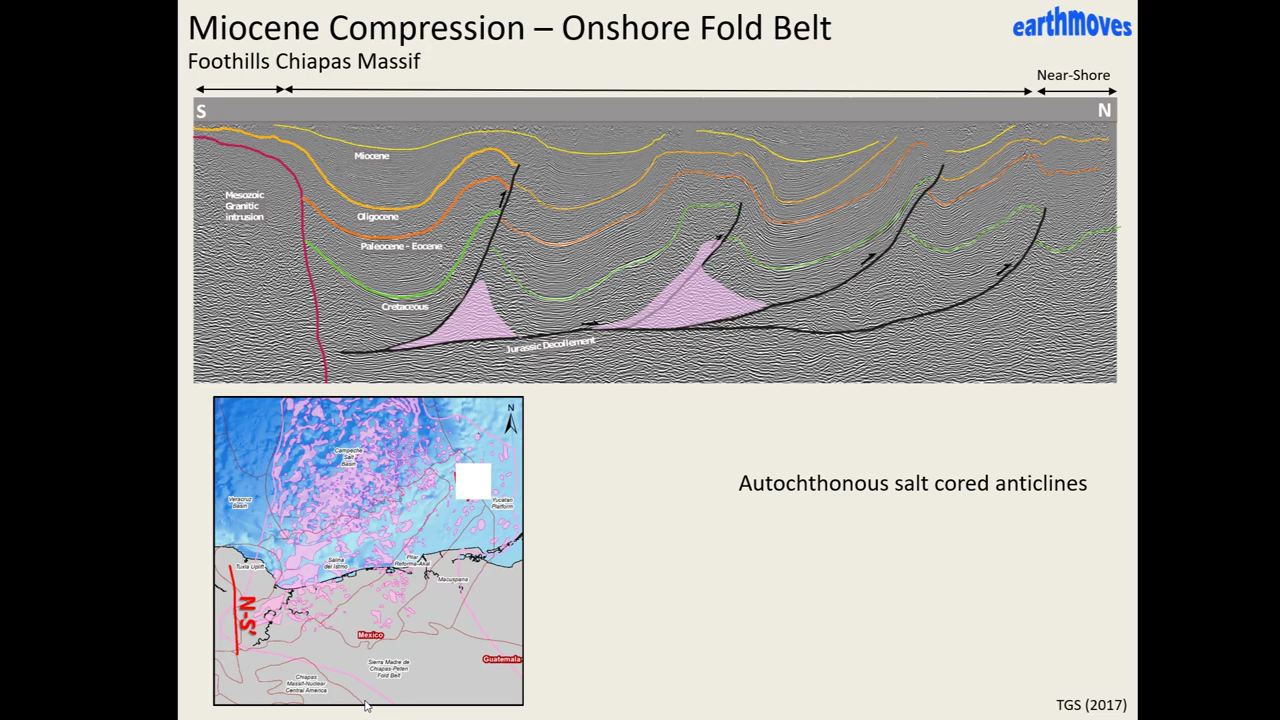 Miocene Compression – Onshore Fold Belt
earthmoves
Foothills Chiapas Massif
Near-Shore
S
N
Miocene
Mesozoic
Granitic
intrusion
Oligocene
Paleocene - Eocene
Cretaceous
Jurassic Decollement
N
Campeche
Salt
Basin
Veracruz
Basin
Yucatan
Platform
Tuxla Uplift
Salina
del Istmo
Pilar
Reforma-Akal
Macuspana
N-S'
Mexico
Guatemala
Sierra Madre de
Chiapas-Peten
Fold Belt
Chiapas
Massif-Nuclear
Central America
Autochthonous salt cored anticlines
TGS (2017)